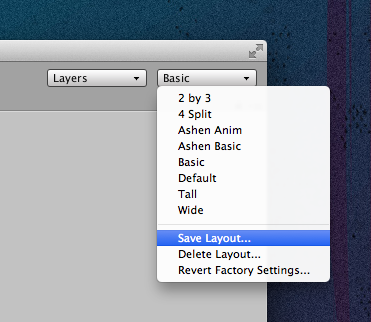 Layers
Basic
2 by 3
4 Split
Ashen Anim
Ashen Basic
Basic
Default
Tall
Wide
Save Layout...
Delete Layout...
Revert Factory Settings...